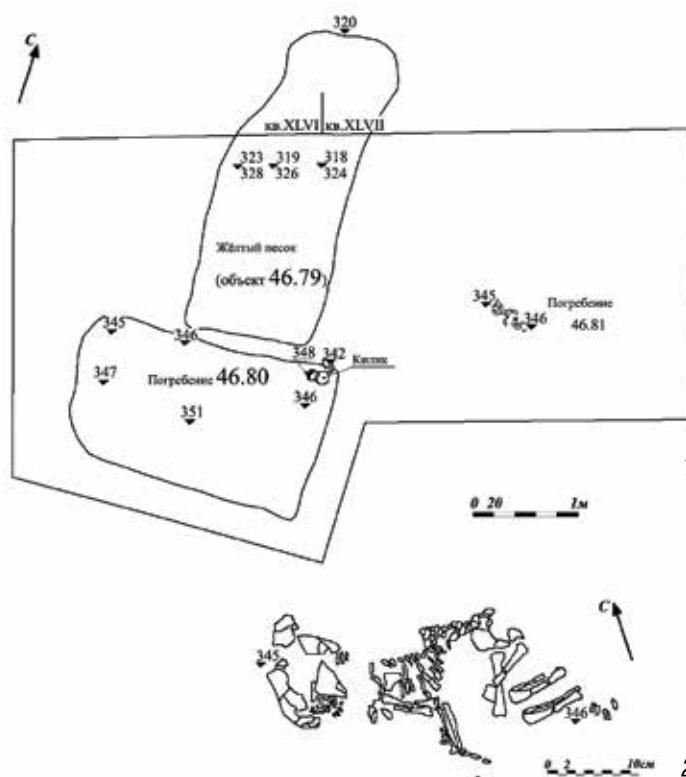 320
С
кв.XLVI кв.XLVII
323 319 318
328 326 324
Жёлтый песок
(объект 46.79)
345 Погребение
346 46.81
345 346
348 342 Килик
347 Погребение 46.80
346
351
0 20 1м
С
345
346
0 2 10см
2